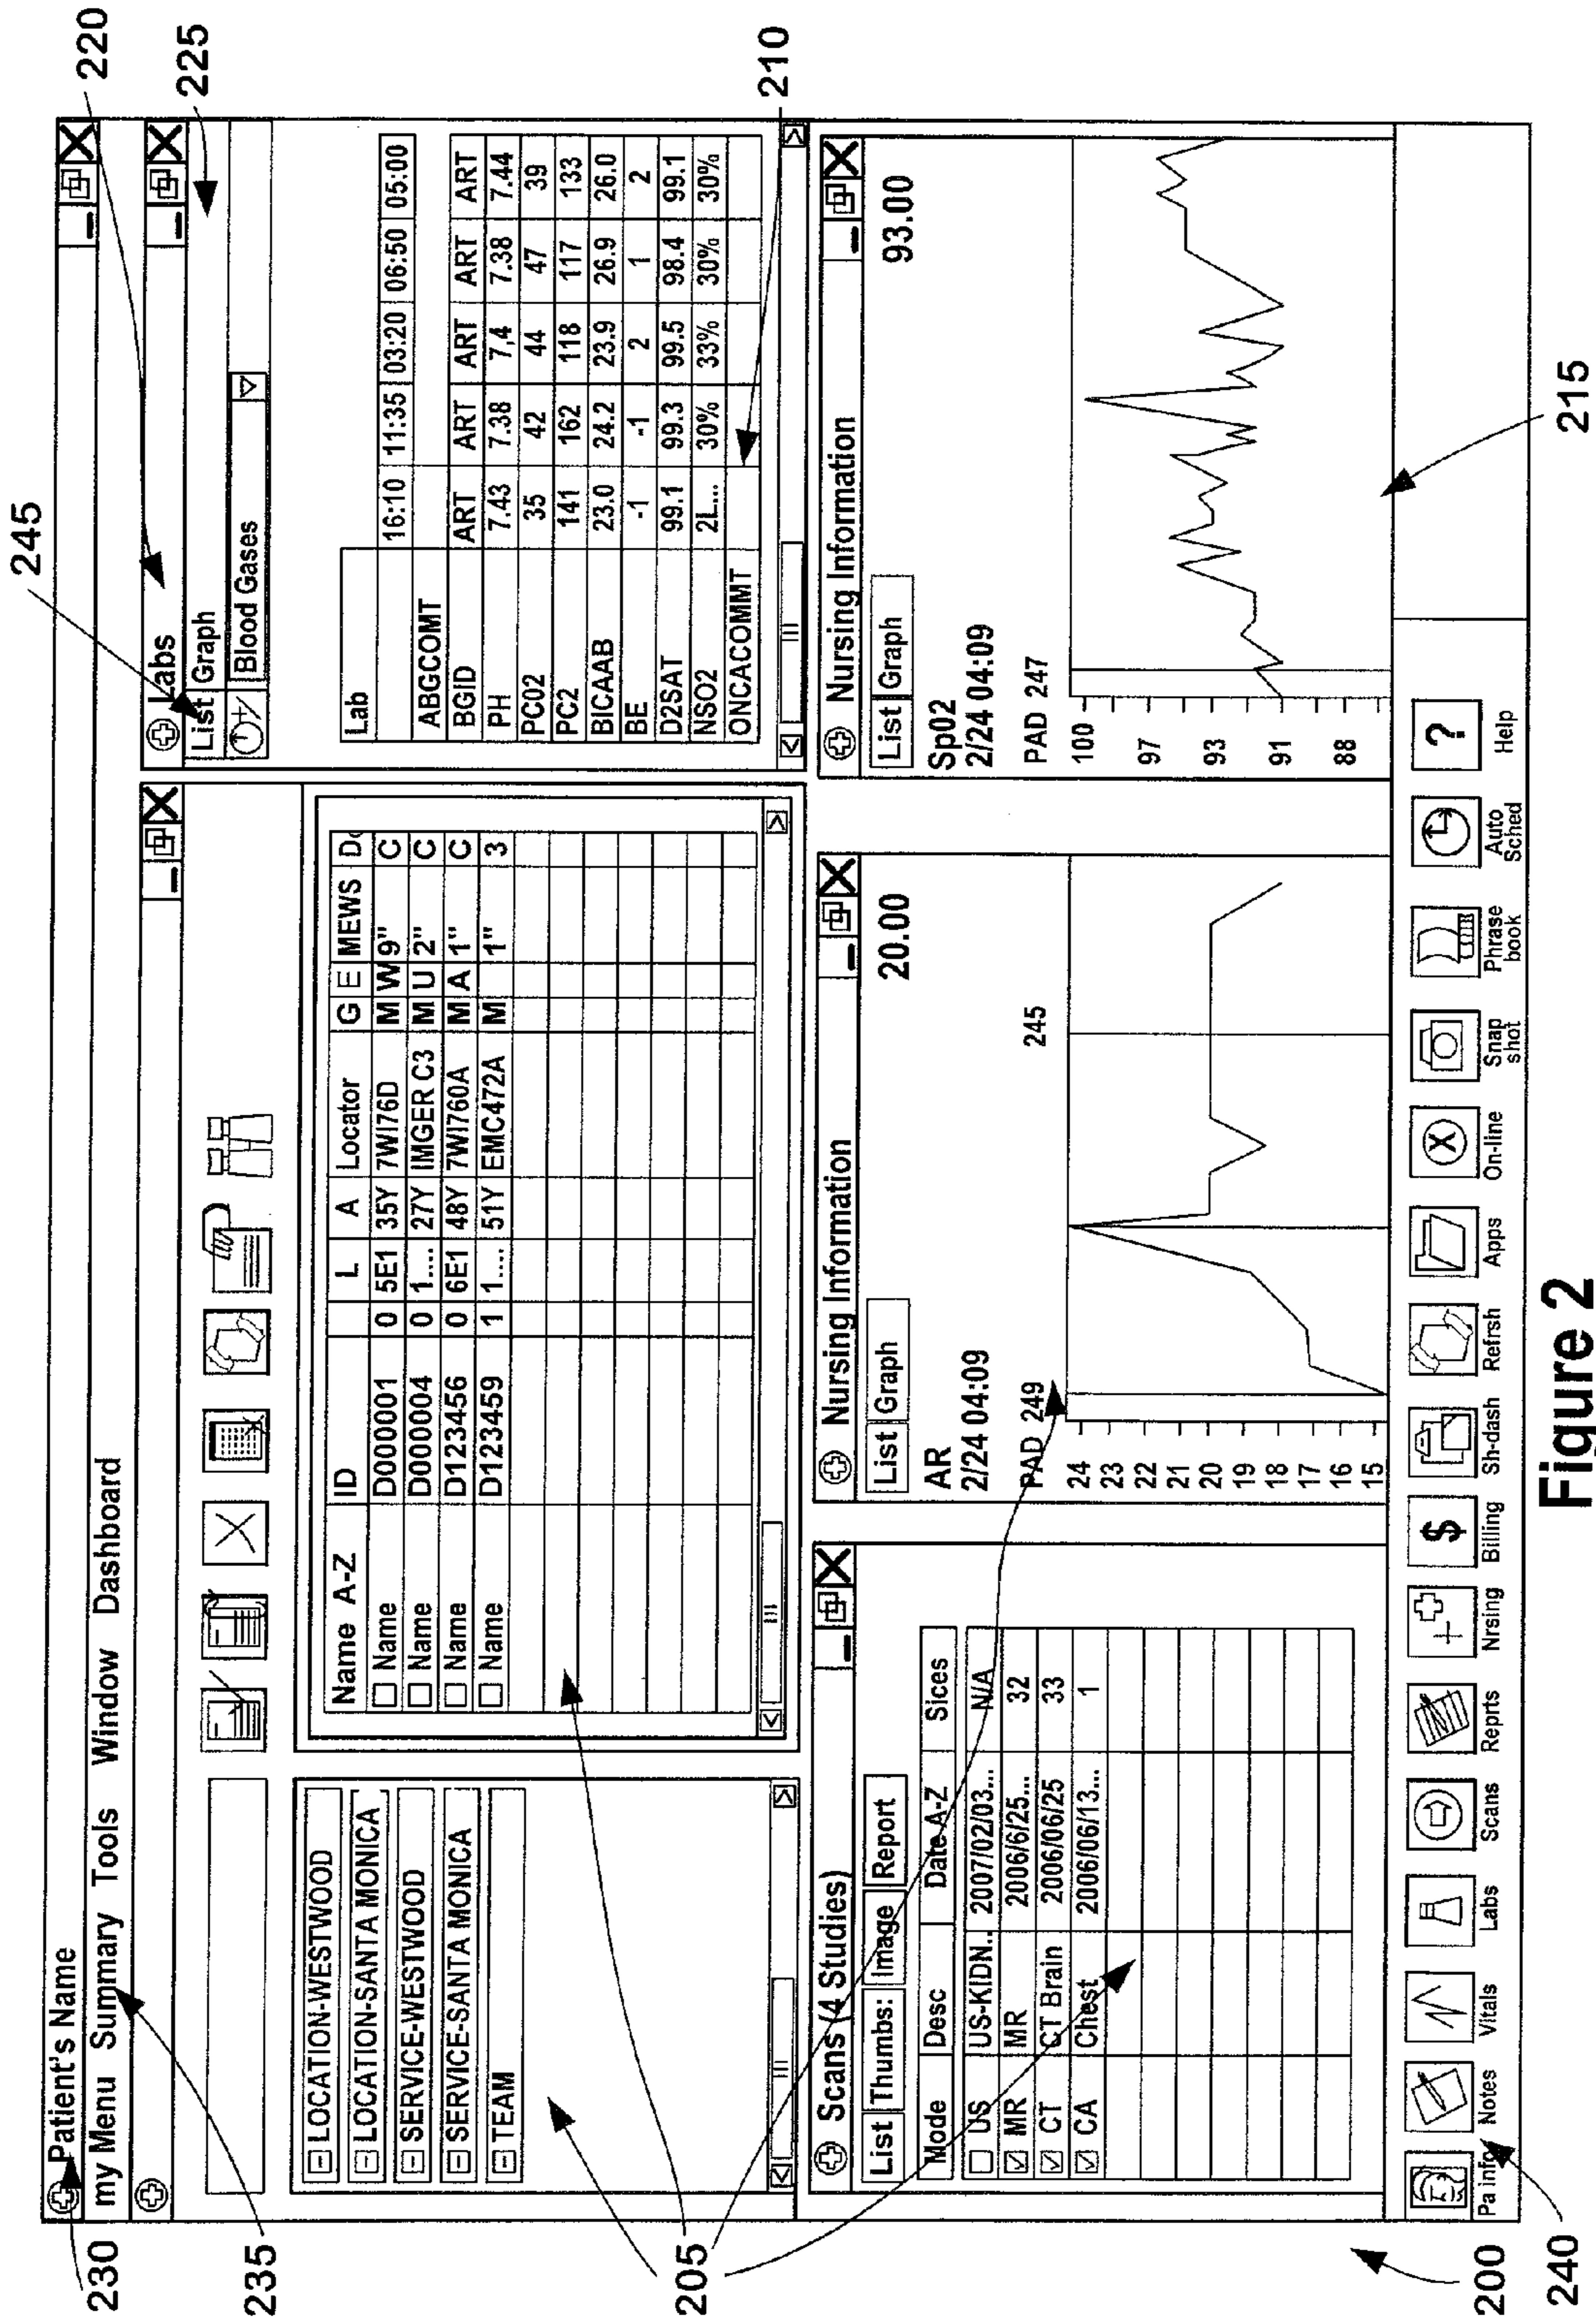 245
220
225
230 Patient's Name
my Menu Summary Tools Window Dashboard
235
LOCATION-WESTWOOD
LOCATION-SANTA MONICA
SERVICE-WESTWOOD
SERVICE-SANTA MONICA
TEAM
Name A-Z ID L A Locator G E MEWS Do
Name D000001 0 5E1 35Y 7WI76D M W 9"
C
Name D000004 0 1.... 27Y IMGER C3 M U 2" C
Name D123456 0 6E1 48Y 7W1760A M A 1" C
Name D123459 1 1.... 51Y EMC472A M 1" 3
Labs
List Graph
Blood Gases
Lab
16:10 11:35 03:20 06:50 05:00
ABGCOMT
BGID ART ART ART ART ART
PH 7.43 7.38 7,4 7.38 7.44
PC02 35 42 44 47 39
PC2 141 162 118 117 133
BICAAB 23.0 24.2 23.9 26.9 26.0
BE -1 -1 2 1 2
D2SAT 99.1 99.3 99.5 98.4 99.1
NSO2 2L... 30% 33% 30% 30%
ONCACOMMT
210
205
Scans (4 Studies)
List Thumbs: Image Report
Mode Desc Date A-Z Sices
US US-KIDN.. 2007/02/03... N/A
MR MR 2006/6/25... 32
CT CT Brain 2006/06/25 33
CA Chest 2006/06/13... 1
Nursing Information
List Graph
AR 20.00
2/24 04:09
PAD 249 245
24
23
22
21
20
19
18
17
16
15
Nursing Information
List Graph
Sp02 93.00
2/24 04:09
PAD 247
100
97
93
91
88
215
200
240
Pa info Notes Vitals Labs Scans Reprts Nrsing Billing Sh-dash Refrsh Apps On-line Snap shot Phrase book Auto Sched Help
$ X ?
Figure 2